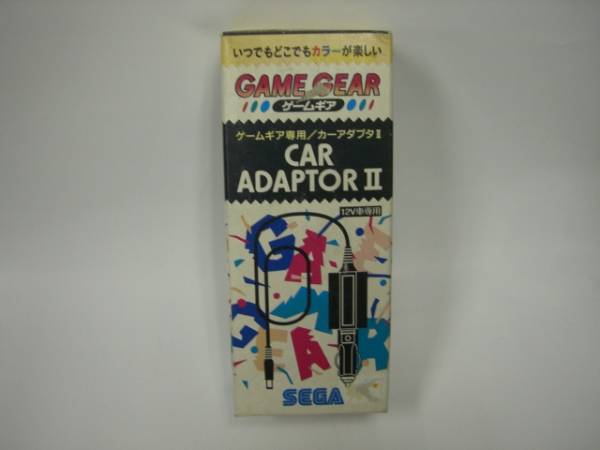 いつでもどこでもカラーが楽しい
GAME GEAR
ゲームギア
ゲームギア専用/カーアダプタII
CAR
ADAPTOR II
12V車専用
GAME
GEAR
SEGA